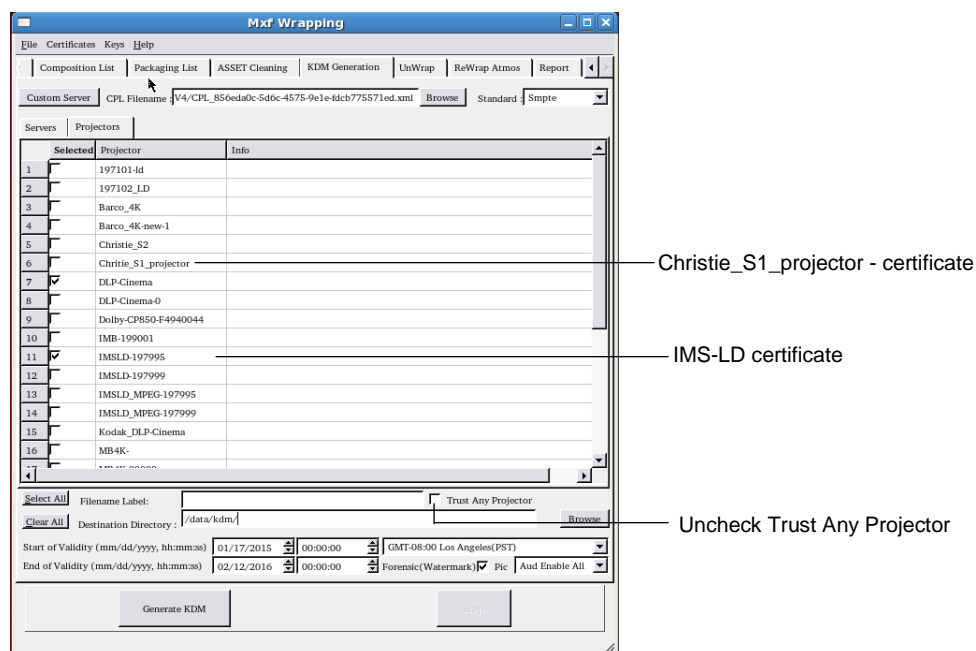 Mxf Wrapping
File Certificates Keys Help
Composition List Packaging List ASSET Cleaning KDM Generation UnWrap ReWrap Atmos Report
Custom Server CPL Filename : V4/CPL_856eda0c-5d6c-4575-9e1e-fdcb775571ed.xml Browse Standard : Smpte
Servers Projectors
Selected Projector Info
1 197101-ld
2 197102_LD
3 Barco_4K
4 Barco_4K-new-1
5 Christie_S2
6 Chritie_S1_projector
Christie_S1_projector - certificate
7 DLP-Cinema
8 DLP-Cinema-0
9 Dolby-CP850-F4940044
10 IMB-199001
11 IMSLD-197995
IMS-LD certificate
12 IMSLD-197999
13 IMSLD_MPEG-197995
14 IMSLD_MPEG-197999
15 Kodak_DLP-Cinema
16 MB4K-
Select All Filename Label: Trust Any Projector
Clear All Destination Directory : /data/kdm/ Browse
Uncheck Trust Any Projector
Start of Validity (mm/dd/yyyy, hh:mm:ss) 01/17/2015 00:00:00 GMT-08:00 Los Angeles(PST)
End of Validity (mm/dd/yyyy, hh:mm:ss) 02/12/2016 00:00:00 Forensic(Watermark) Pic Aud Enable All
Generate KDM Stop